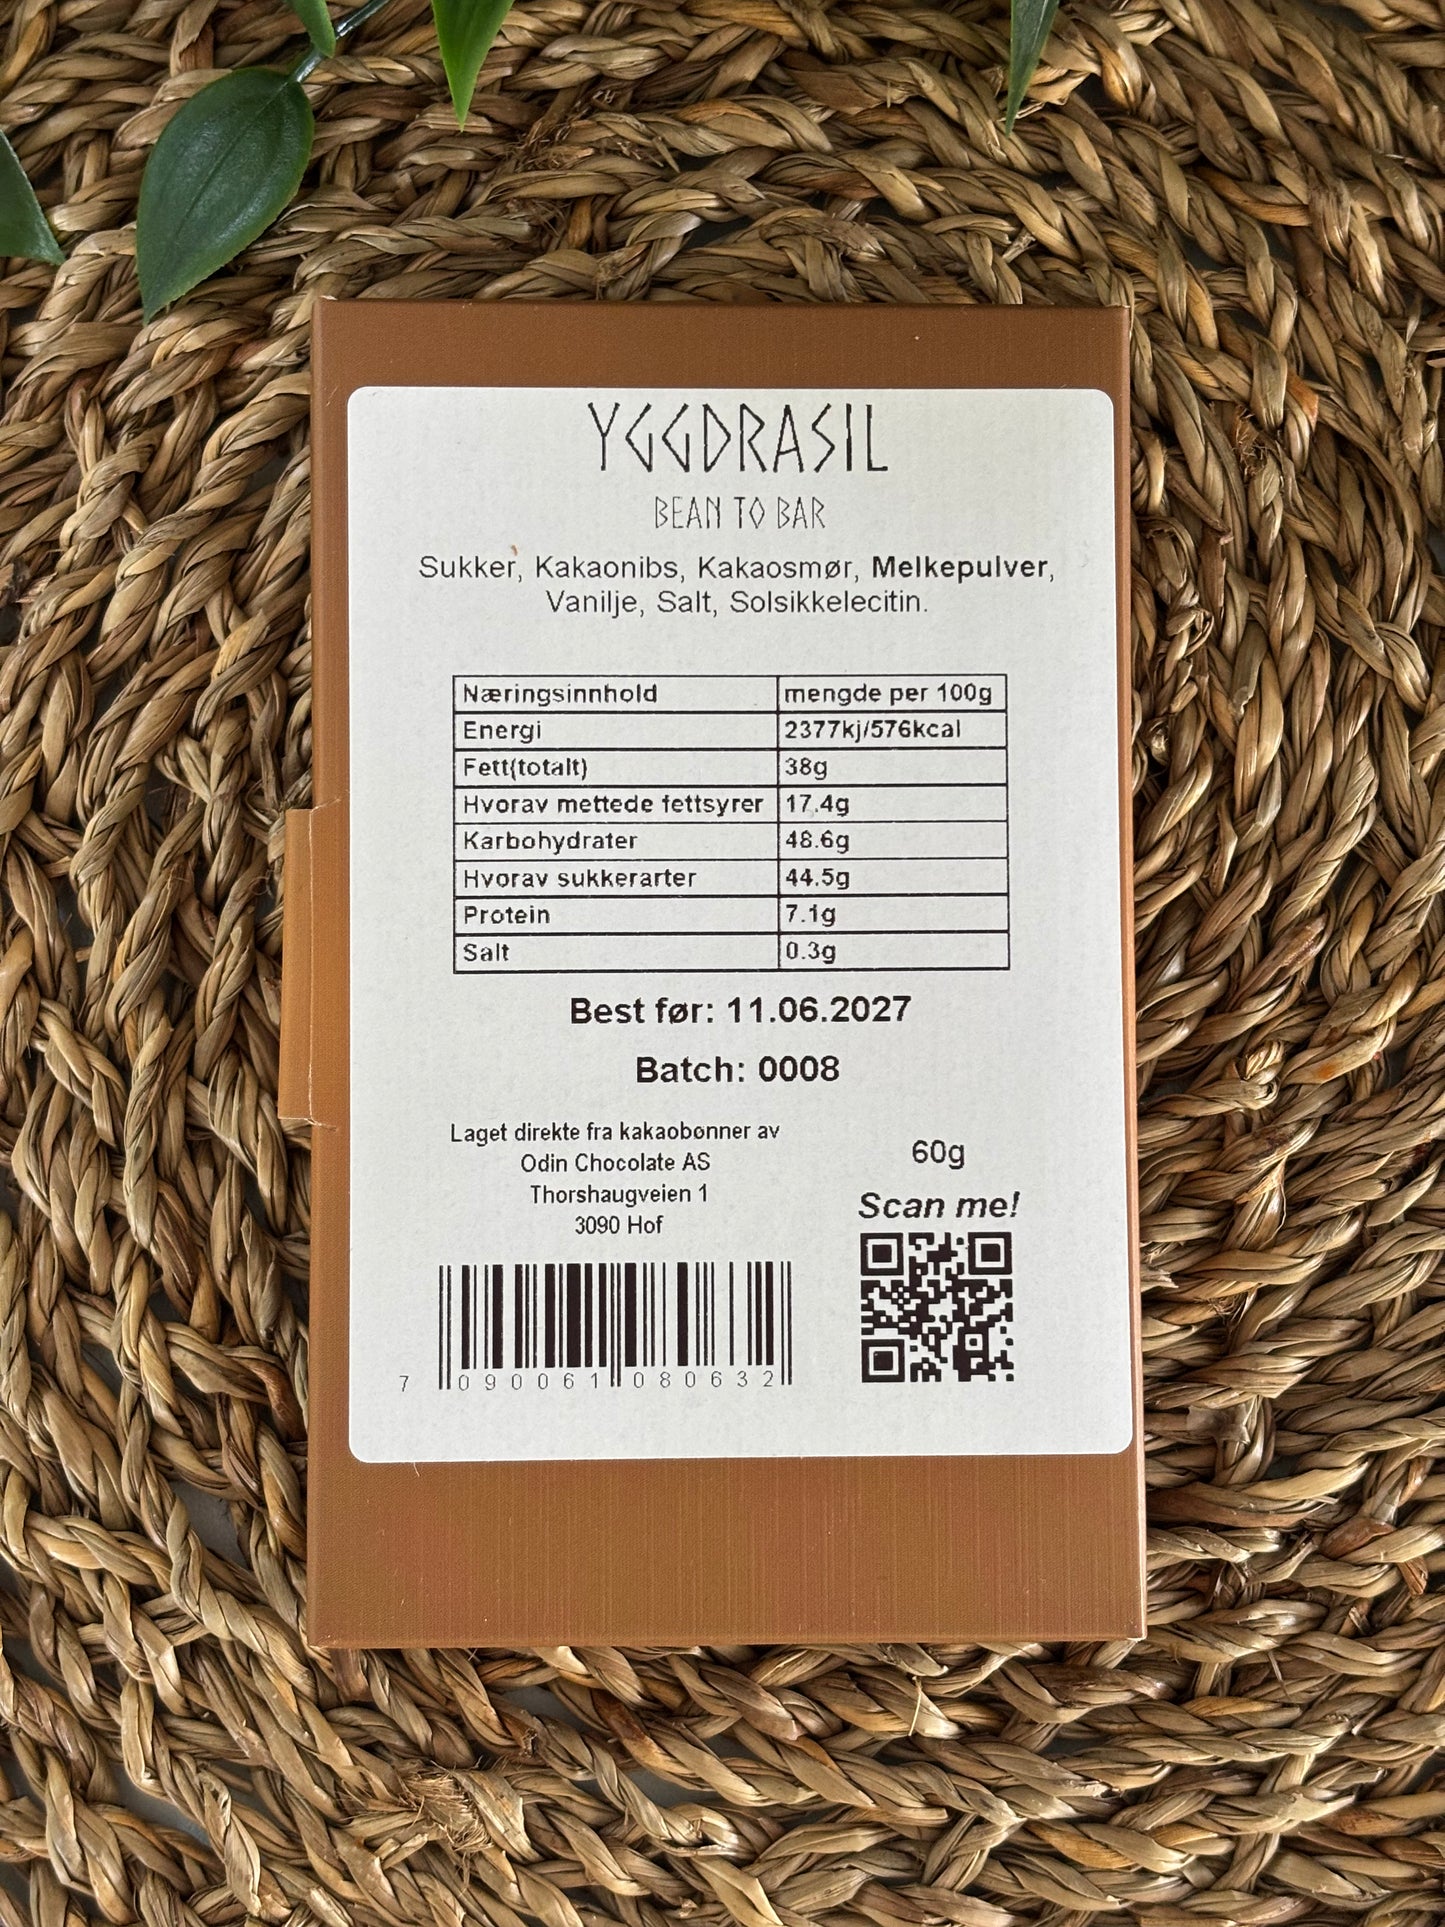 YGGDRASIL
BEAN TO BAR
Sukker, Kakaonibs, Kakaosmør, Melkepulver,
Vanilje, Salt, Solsikkelecitin.
Næringsinnhold mengde per 100g
Energi 2377kj/576kcal
Fett(totalt) 38g
Hvorav mettede fettsyrer 17.4g
Karbohydrater 48.6g
Hvorav sukkerarter 44.5g
Protein 7.1g
Salt 0.3g
Best før: 11.06.2027
Batch: 0008
Laget direkte fra kakaobønner av
Odin Chocolate AS
Thorshaugveien 1
3090 Hof
60g
Scan me!
7 090061 080632